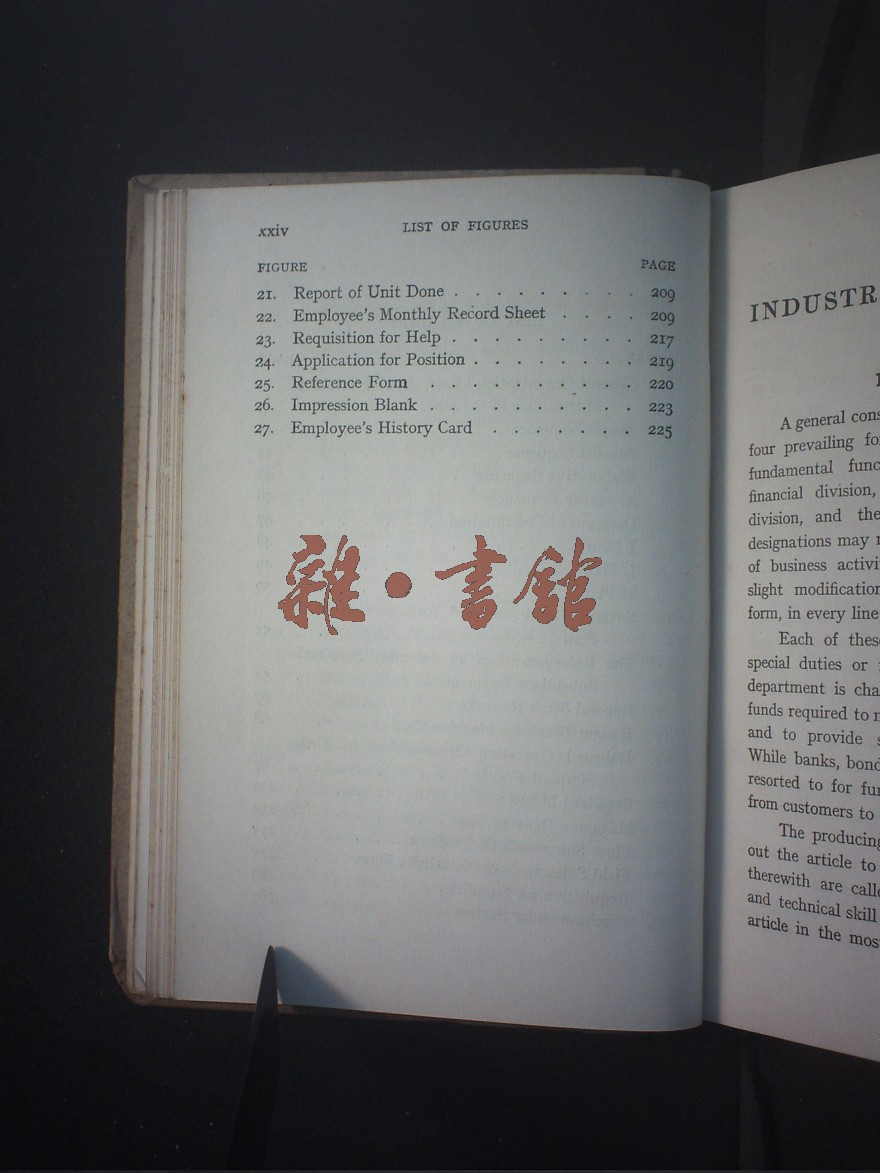 xxiv LIST OF FIGURES
FIGURE PAGE
21. Report of Unit Done . . . . . . . . . 209
22. Employee's Monthly Record Sheet . . . . 209
23. Requisition for Help . . . . . . . . . 217
24. Application for Position . . . . . . . . 219
25. Reference Form . . . . . . . . . . 220
26. Impression Blank . . . . . . . . . . 223
27. Employee's History Card . . . . . . . 225
雜・書館
INDUSTR
A general cons
four prevailing fo
fundamental func
financial division,
division, and the
designations may
of business activi
slight modification
form, in every line
Each of thes
special duties or
department is cha
funds required to
and to provide
While banks, bond
resorted to for fu
from customers to
The producing
out the article to
therewith are calle
and technical skill
article in the mos